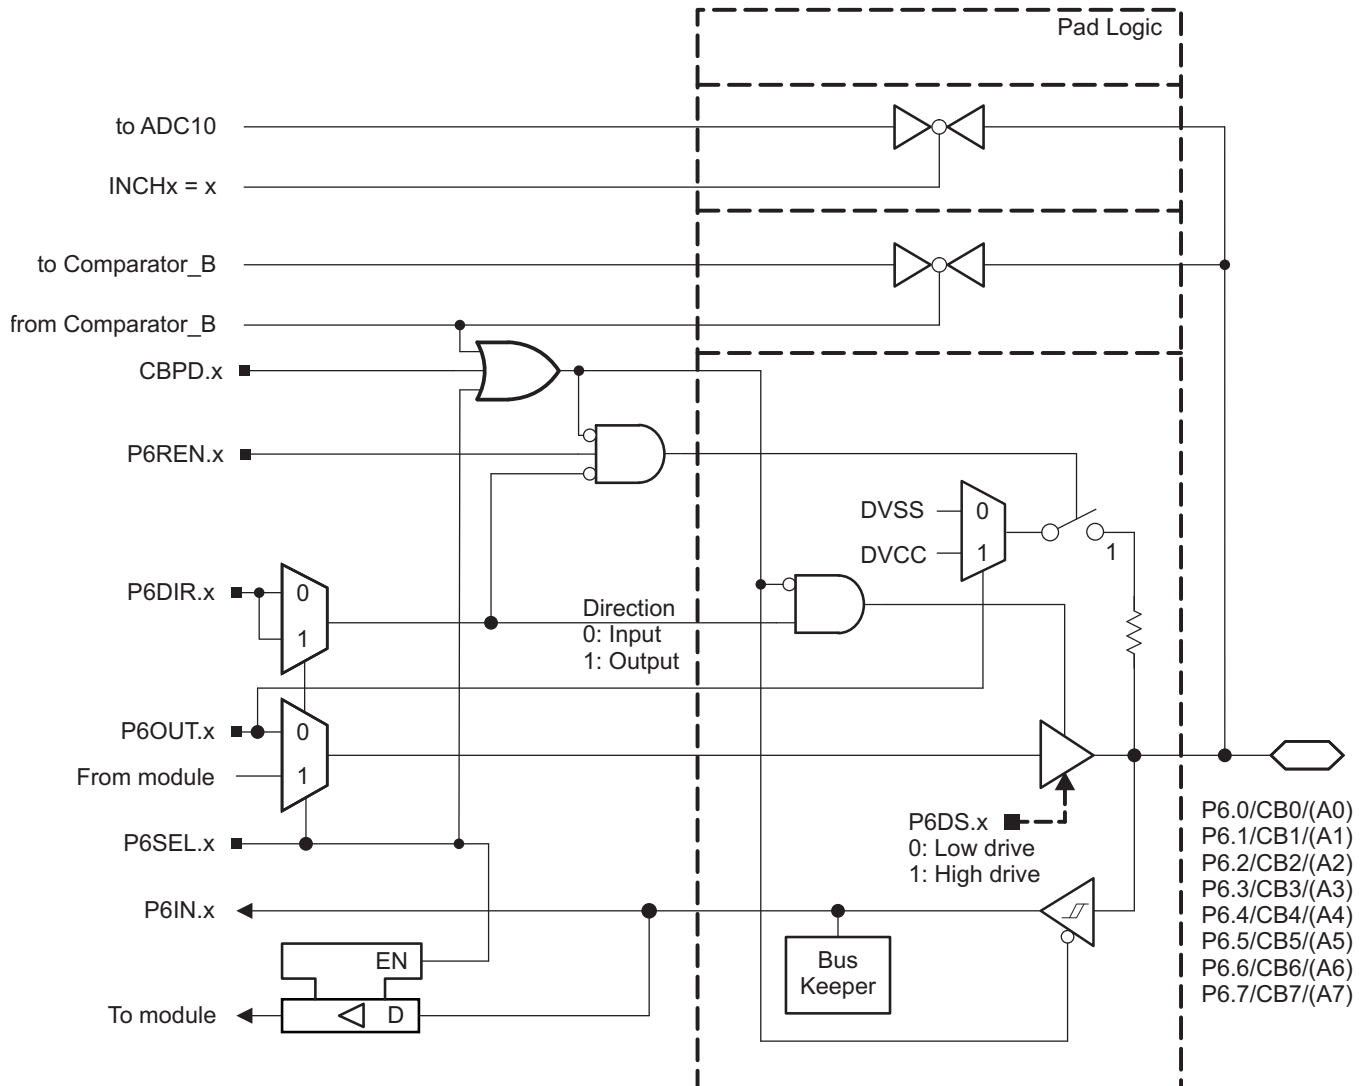 Pad Logic
to ADC10
INCHx = x
to Comparator_B
from Comparator_B
CBPD.x
P6REN.x
DVSS
0
DVCC
1
1
P6DIR.x
0
1
Direction
0: Input
1: Output
P6OUT.x
0
From module
1
P6SEL.x
P6DS.x
0: Low drive
1: High drive
P6.0/CB0/(A0)
P6.1/CB1/(A1)
P6.2/CB2/(A2)
P6.3/CB3/(A3)
P6.4/CB4/(A4)
P6.5/CB5/(A5)
P6.6/CB6/(A6)
P6.7/CB7/(A7)
P6IN.x
EN
Bus
Keeper
To module
D